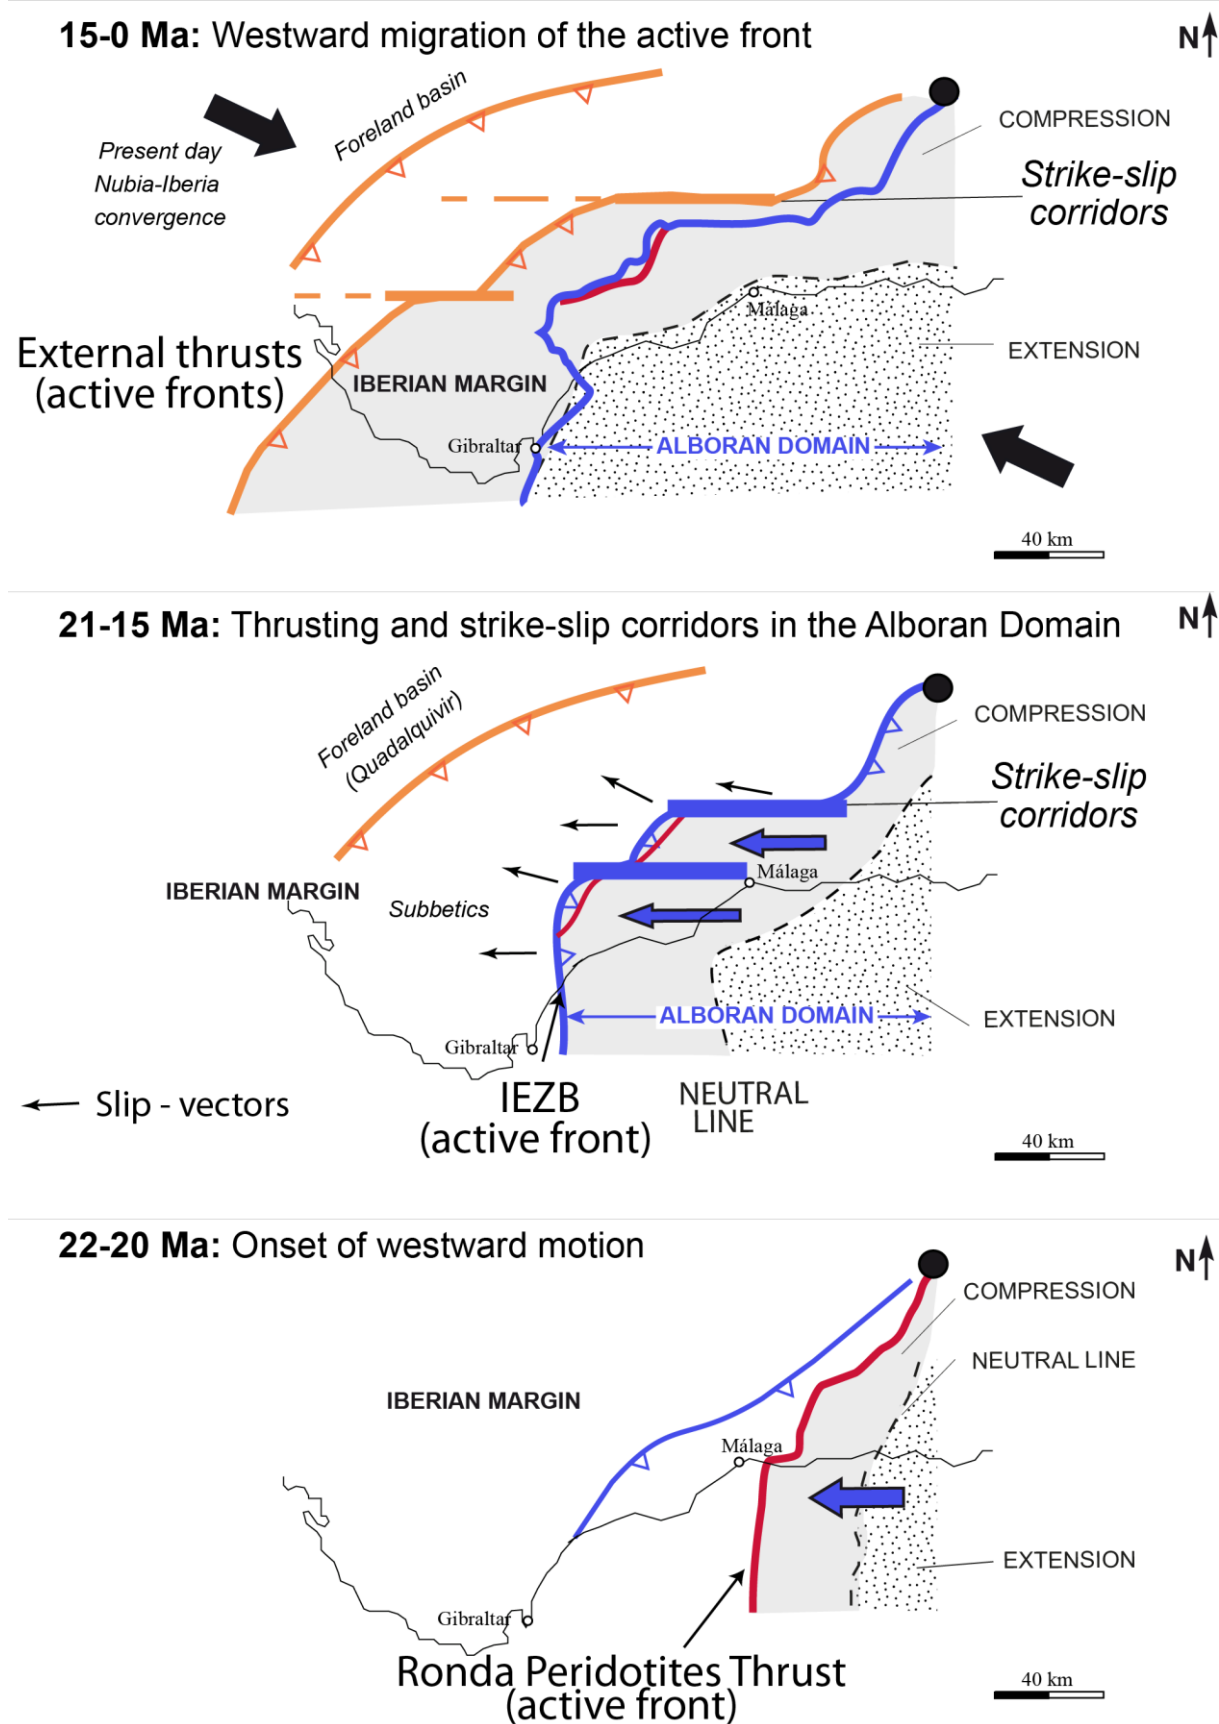 15-0 Ma: Westward migration of the active front
N
Foreland basin
Present day
Nubia-Iberia
convergence
COMPRESSION
Strike-slip
corridors
Málaga
External thrusts
(active fronts)
EXTENSION
IBERIAN MARGIN
Gibraltar
ALBORAN DOMAIN
40 km
21-15 Ma: Thrusting and strike-slip corridors in the Alboran Domain
N
Foreland basin
(Quadalquivir)
COMPRESSION
Strike-slip
corridors
Málaga
IBERIAN MARGIN
Subbetics
ALBORAN DOMAIN
EXTENSION
Gibraltar
Slip - vectors
IEZB
(active front)
NEUTRAL
LINE
40 km
22-20 Ma: Onset of westward motion
N
COMPRESSION
NEUTRAL LINE
IBERIAN MARGIN
Málaga
EXTENSION
Gibraltar
Ronda Peridotites Thrust
(active front)
40 km